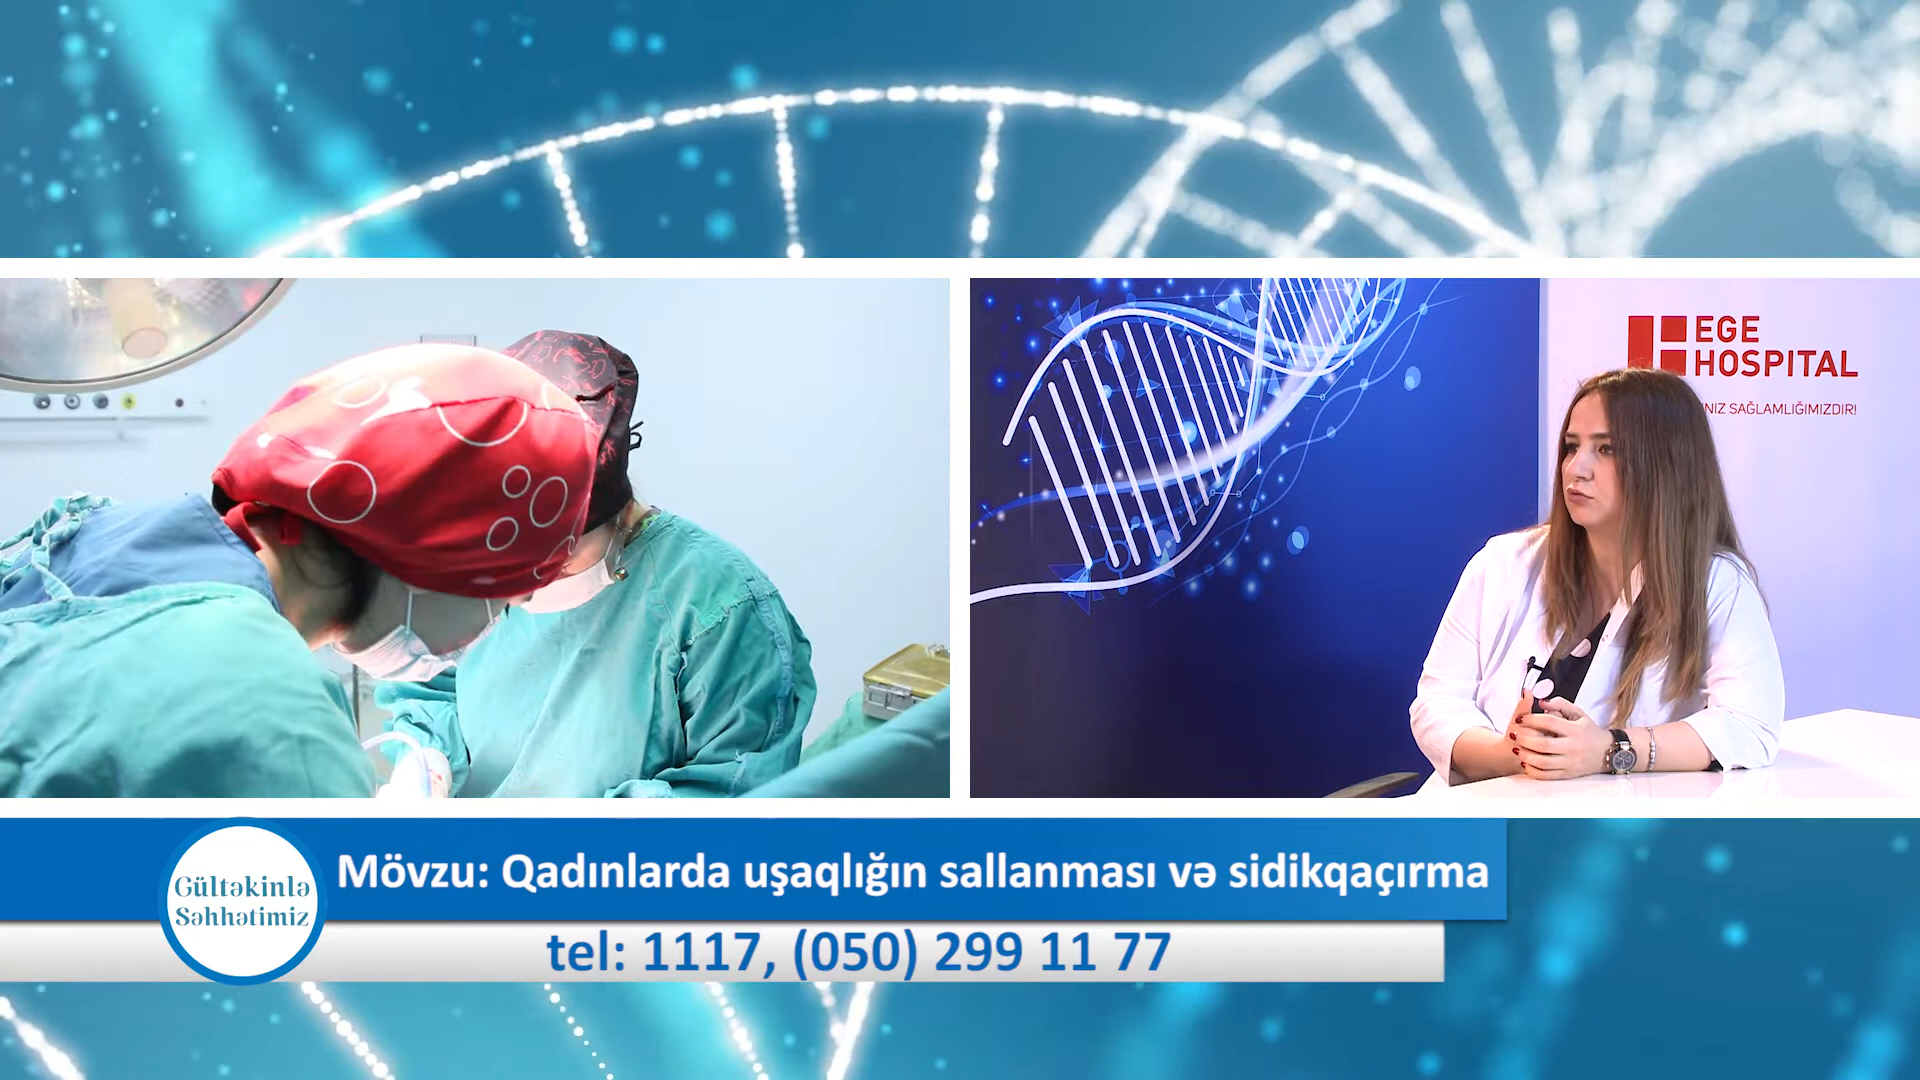 EGE
HOSPITAL
NIZ SAĞLAMLIĞIMIZDIR!
Gültəkinlə
Səhhətimiz
Mövzu: Qadınlarda uşaqlığın sallanması və sidikqaçırma
tel: 1117, (050) 299 11 77